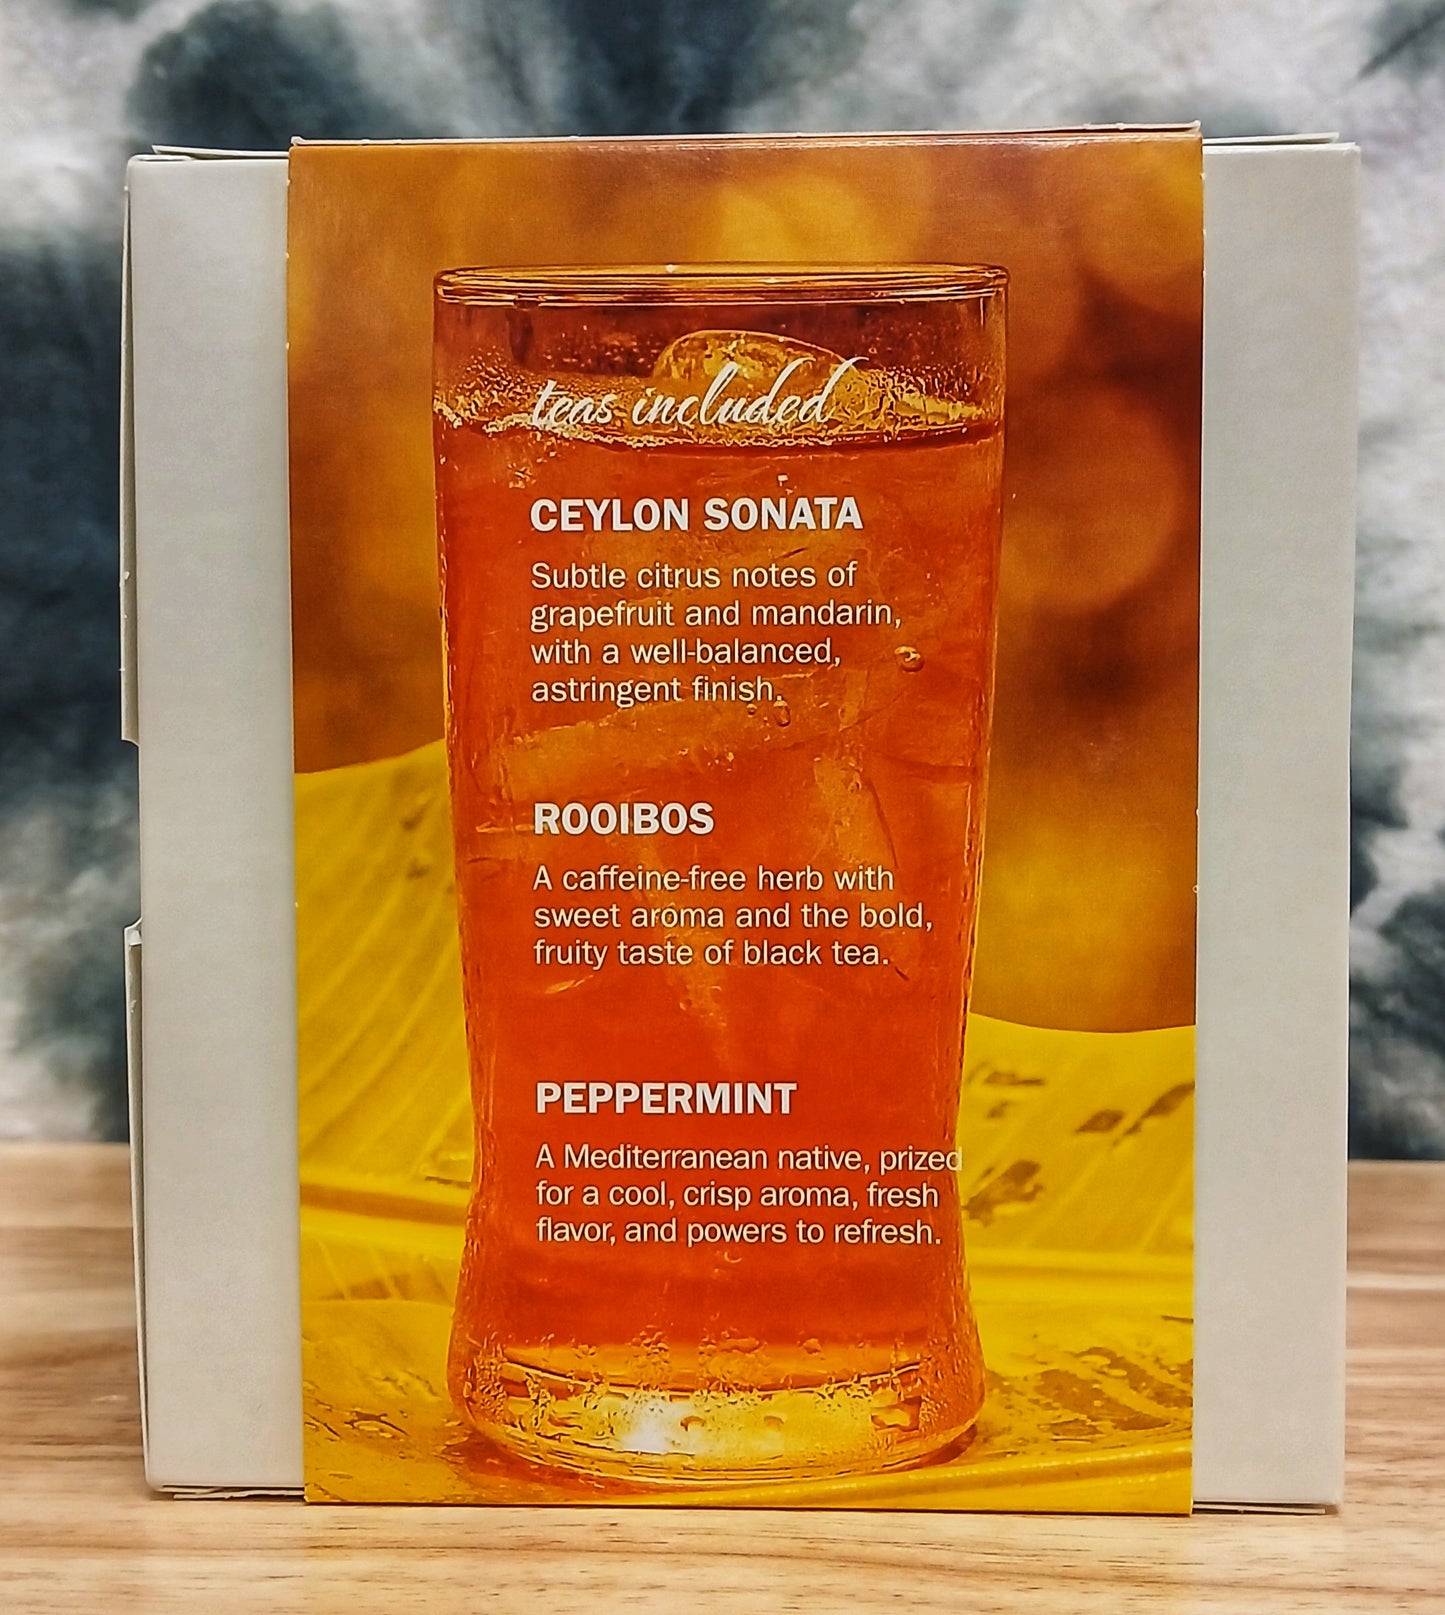 teas included
CEYLON SONATA
Subtle citrus notes of
grapefruit and mandarin,
with a well-balanced,
astringent finish.
ROOIBOS
A caffeine-free herb with
sweet aroma and the bold,
fruity taste of black tea.
PEPPERMINT
A Mediterranean native, prized
for a cool, crisp aroma, fresh
flavor, and powers to refresh.